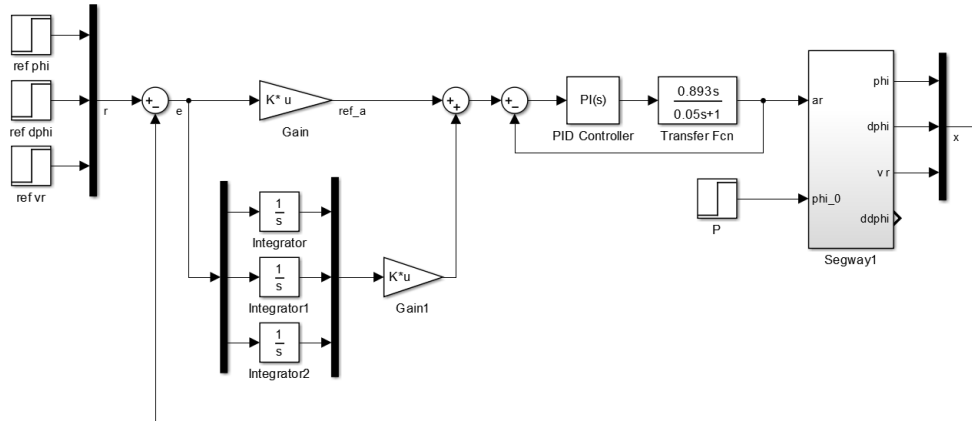 ref phi
ref dphi
ref vr
r
+
−
e
K* u
Gain
ref_a
1
s
Integrator
1
s
Integrator1
1
s
Integrator2
K*u
Gain1
+
+
+
−
PI(s)
PID Controller
0.893s
0.05s+1
Transfer Fcn
P
ar
phi_0
phi
dphi
v r
ddphi
Segway1
x